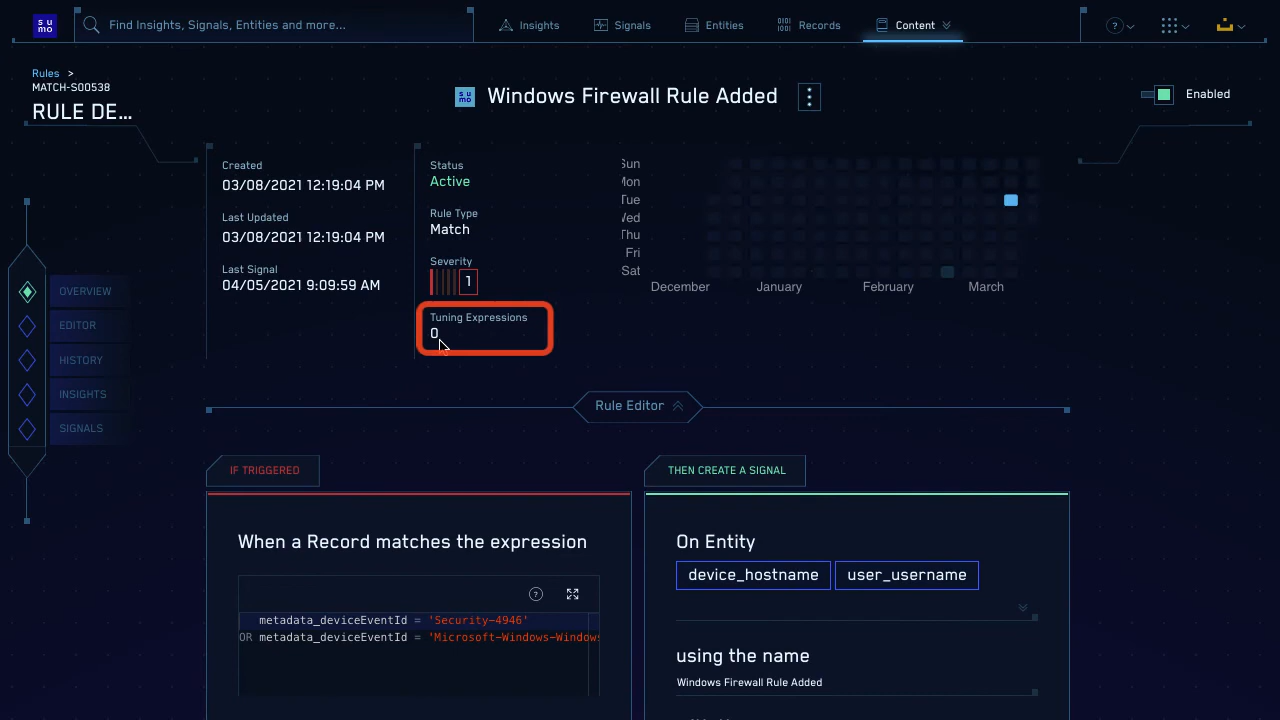 su
mo
Find Insights, Signals, Entities and more...
Insights
Signals
Entities
Records
Content
?
Rules >
MATCH-S00538
RULE DE...
su
mo
Windows Firewall Rule Added
Enabled
Created
03/08/2021 12:19:04 PM
Last Updated
03/08/2021 12:19:04 PM
Last Signal
04/05/2021 9:09:59 AM
Status
Active
Rule Type
Match
Severity
1
Tuning Expressions
0
Sun
Mon
Tue
Wed
Thu
Fri
Sat
December
January
February
March
OVERVIEW
EDITOR
HISTORY
INSIGHTS
SIGNALS
Rule Editor
IF TRIGGERED
When a Record matches the expression
?
metadata_deviceEventId = 'Security-4946'
OR metadata_deviceEventId = 'Microsoft-Windows-Windows
THEN CREATE A SIGNAL
On Entity
device_hostname
user_username
using the name
Windows Firewall Rule Added